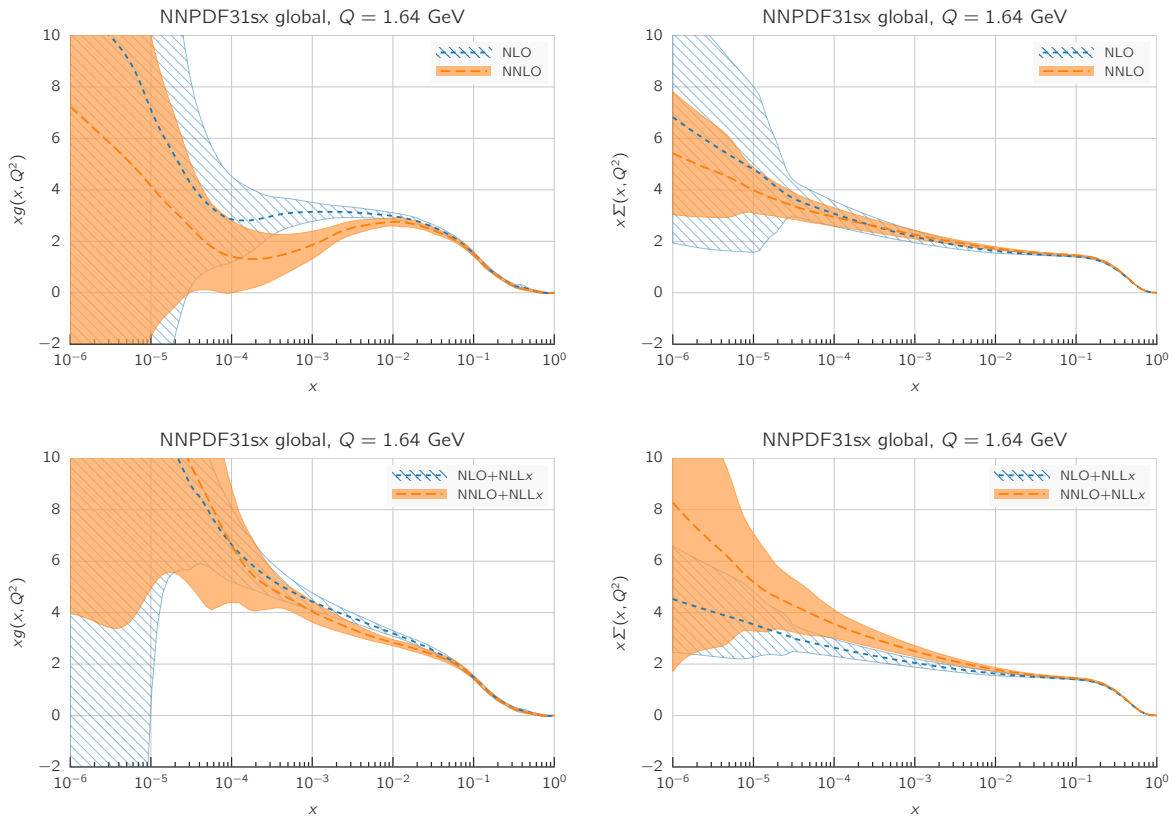 NNPDF31sx global, Q = 1.64 GeV
NLO
NNLO
xg(x, Q²)
10
8
6
4
2
0
−2
10⁻⁶ 10⁻⁵ 10⁻⁴ 10⁻³ 10⁻² 10⁻¹ 10⁰
x
NNPDF31sx global, Q = 1.64 GeV
NLO
NNLO
xΣ(x, Q²)
10
8
6
4
2
0
−2
10⁻⁶ 10⁻⁵ 10⁻⁴ 10⁻³ 10⁻² 10⁻¹ 10⁰
x
NNPDF31sx global, Q = 1.64 GeV
NLO+NLLx
NNLO+NLLx
xg(x, Q²)
10
8
6
4
2
0
−2
10⁻⁶ 10⁻⁵ 10⁻⁴ 10⁻³ 10⁻² 10⁻¹ 10⁰
x
NNPDF31sx global, Q = 1.64 GeV
NLO+NLLx
NNLO+NLLx
xΣ(x, Q²)
10
8
6
4
2
0
−2
10⁻⁶ 10⁻⁵ 10⁻⁴ 10⁻³ 10⁻² 10⁻¹ 10⁰
x